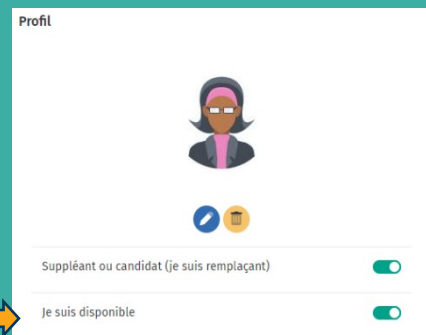 Profil
Suppléant ou candidat (je suis remplaçant)
Je suis disponible